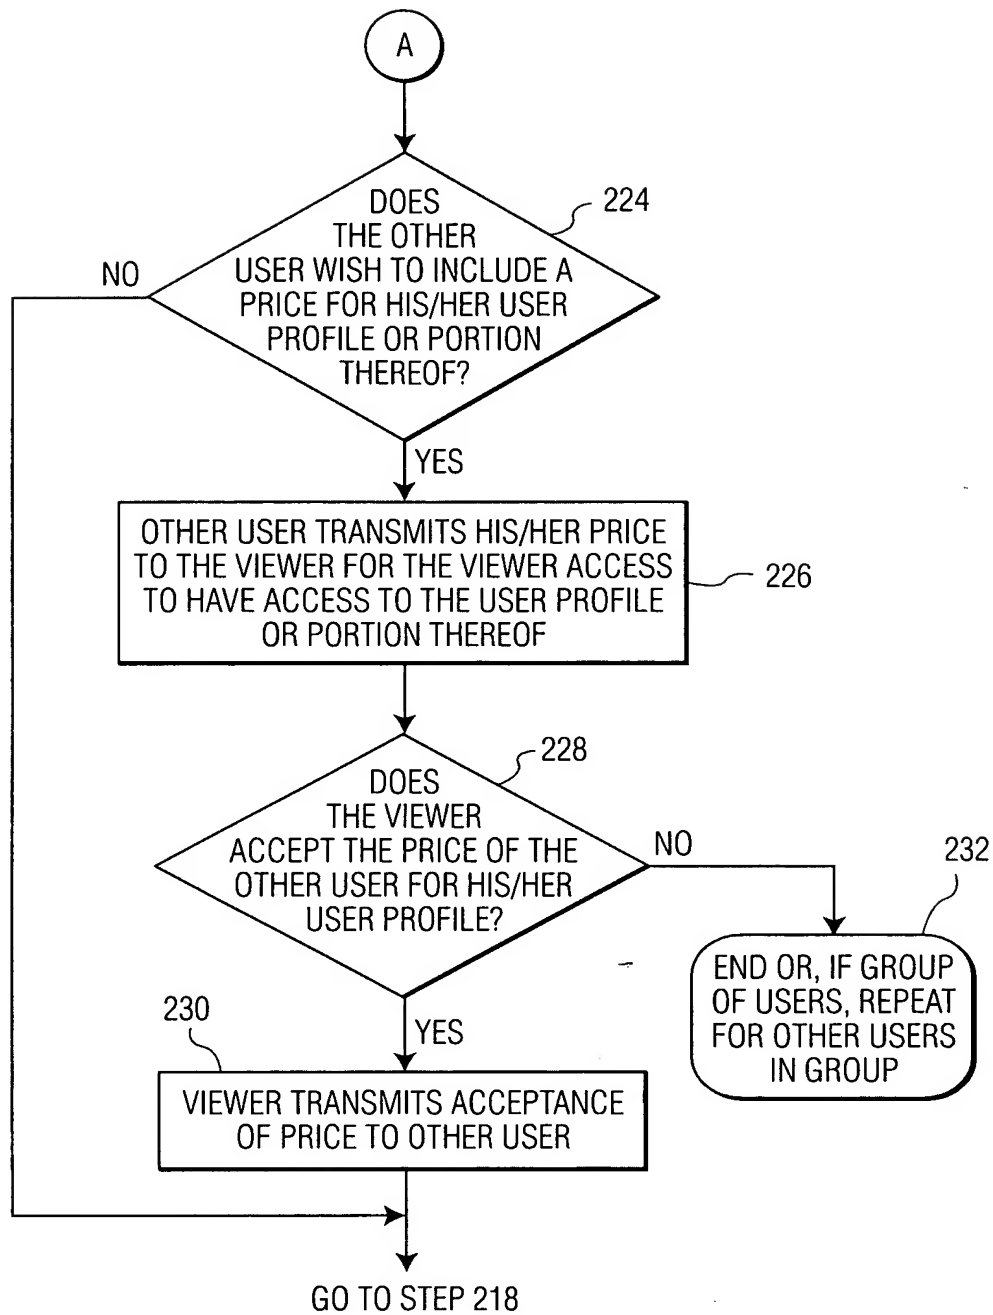 A
DOES
THE OTHER
USER WISH TO INCLUDE A
PRICE FOR HIS/HER USER
PROFILE OR PORTION
THEREOF?
224
NO
YES
OTHER USER TRANSMITS HIS/HER PRICE
TO THE VIEWER FOR THE VIEWER ACCESS
TO HAVE ACCESS TO THE USER PROFILE
OR PORTION THEREOF
226
DOES
THE VIEWER
ACCEPT THE PRICE OF THE
OTHER USER FOR HIS/HER
USER PROFILE?
228
NO
232
END OR, IF GROUP
OF USERS, REPEAT
FOR OTHER USERS
IN GROUP
YES
230
VIEWER TRANSMITS ACCEPTANCE
OF PRICE TO OTHER USER
GO TO STEP 218